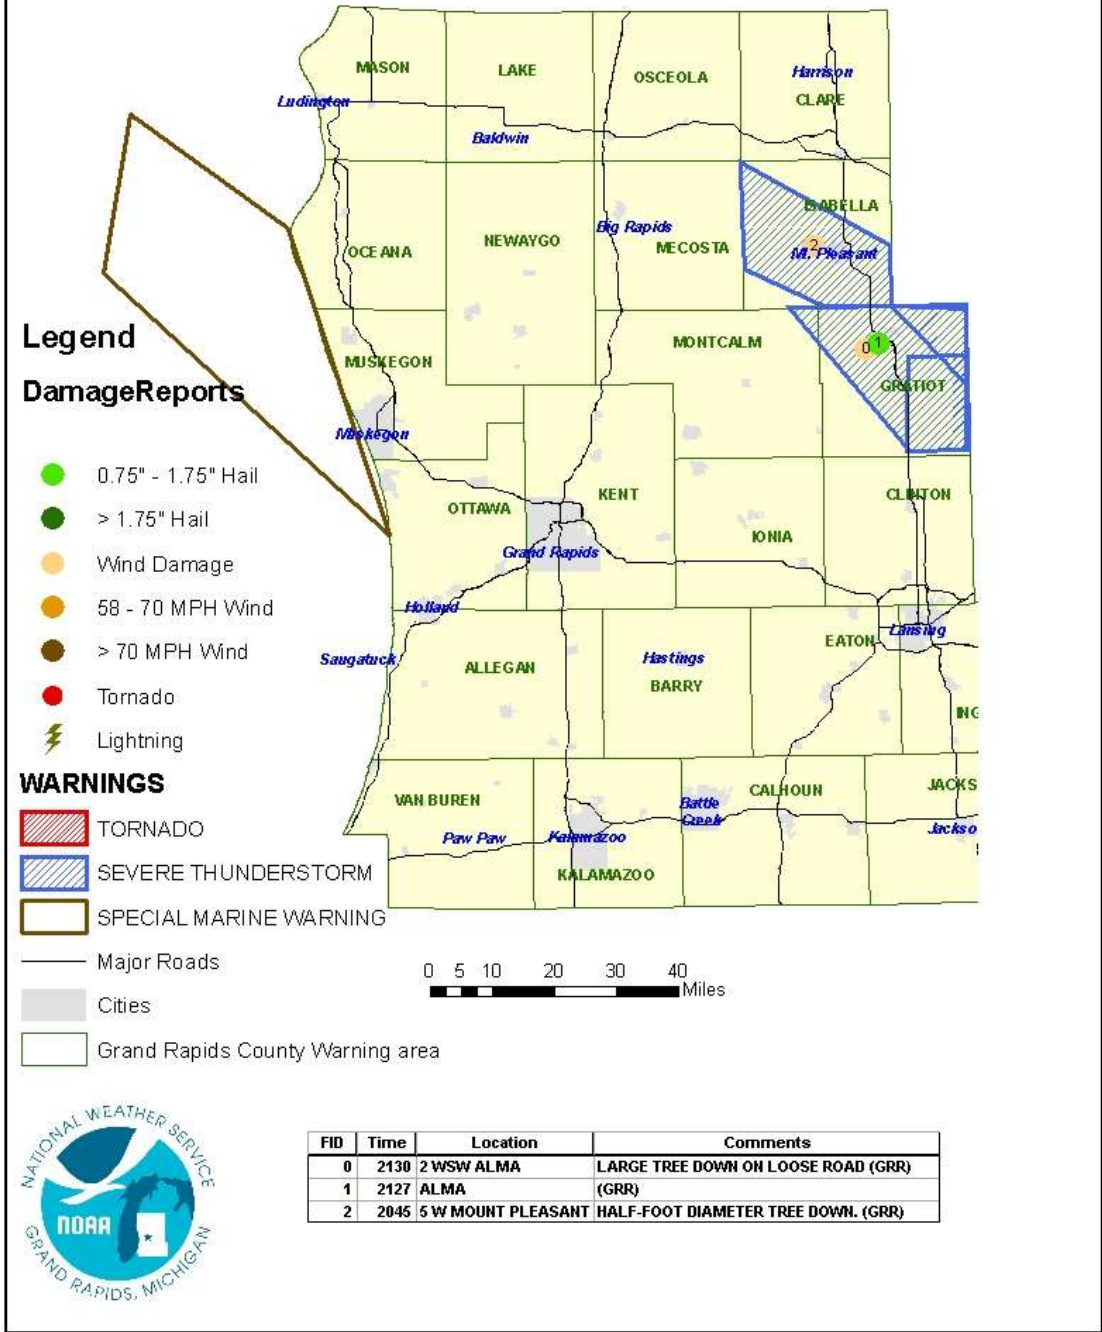 MASON
LAKE
OSCEOLA
Harrison
CLARE
Ludington
Baldwin
ISABELLA
OCEANA
NEWAYGO
Big Rapids
MECOSTA
2
Mt. Pleasant
Legend
DamageReports
MUSKEGON
MONTCALM
0
1
GRATIOT
Muskegon
0.75" - 1.75" Hail
> 1.75" Hail
Wind Damage
58 - 70 MPH Wind
> 70 MPH Wind
Tornado
Lightning
OTTAWA
KENT
CLINTON
IONIA
Grand Rapids
Holland
Saugatuck
ALLEGAN
Hastings
BARRY
EATON
Lansing
ING
WARNINGS
TORNADO
SEVERE THUNDERSTORM
SPECIAL MARINE WARNING
Major Roads
Cities
Grand Rapids County Warning area
VAN BUREN
Paw Paw
Kalamazoo
KALAMAZOO
Battle
Creek
CALHOUN
JACKS
Jackso
0 5 10 20 30 40
Miles
NATIONAL WEATHER SERVICE
NOAA
GRAND RAPIDS, MICHIGAN
FID Time Location Comments
0 2130 2 WSW ALMA LARGE TREE DOWN ON LOOSE ROAD (GRR)
1 2127 ALMA (GRR)
2 2045 5 W MOUNT PLEASANT HALF-FOOT DIAMETER TREE DOWN. (GRR)